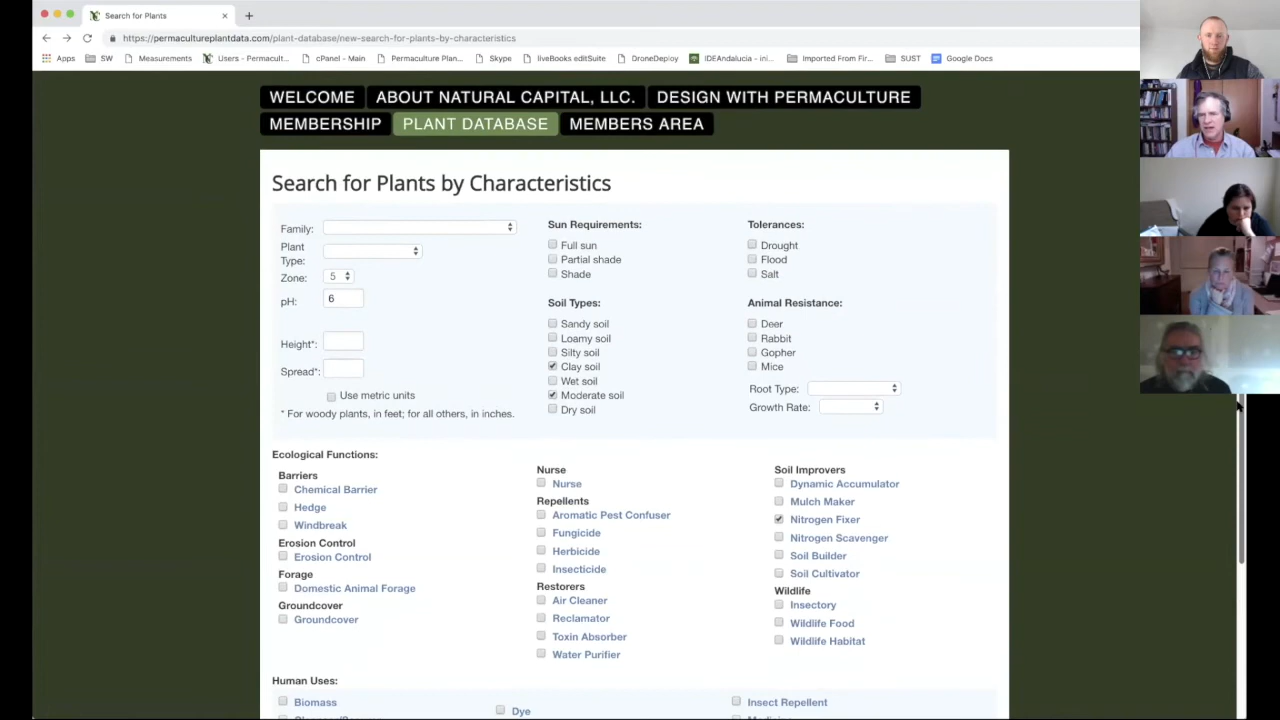 Search for Plants
https://permacultureplantdata.com/plant-database/new-search-for-plants-by-characteristics
Apps SW Measurements Users - Permacult... cPanel - Main Permaculture Plan... Skype liveBooks editSuite DroneDeploy IDEAndalucia - ini... Imported From Fir... SUST Google Docs
WELCOME ABOUT NATURAL CAPITAL, LLC. DESIGN WITH PERMACULTURE
MEMBERSHIP PLANT DATABASE MEMBERS AREA
Search for Plants by Characteristics
Family:
Plant
Type:
Zone: 5
pH: 6
Height*:
Spread*:
Use metric units
* For woody plants, in feet; for all others, in inches.
Sun Requirements:
Full sun
Partial shade
Shade
Soil Types:
Sandy soil
Loamy soil
Silty soil
Clay soil
Wet soil
Moderate soil
Dry soil
Tolerances:
Drought
Flood
Salt
Animal Resistance:
Deer
Rabbit
Gopher
Mice
Root Type:
Growth Rate:
Ecological Functions:
Barriers
Chemical Barrier
Hedge
Windbreak
Erosion Control
Erosion Control
Forage
Domestic Animal Forage
Groundcover
Groundcover
Nurse
Nurse
Repellents
Aromatic Pest Confuser
Fungicide
Herbicide
Insecticide
Restorers
Air Cleaner
Reclamator
Toxin Absorber
Water Purifier
Soil Improvers
Dynamic Accumulator
Mulch Maker
Nitrogen Fixer
Nitrogen Scavenger
Soil Builder
Soil Cultivator
Wildlife
Insectory
Wildlife Food
Wildlife Habitat
Human Uses:
Biomass
Dye
Insect Repellent